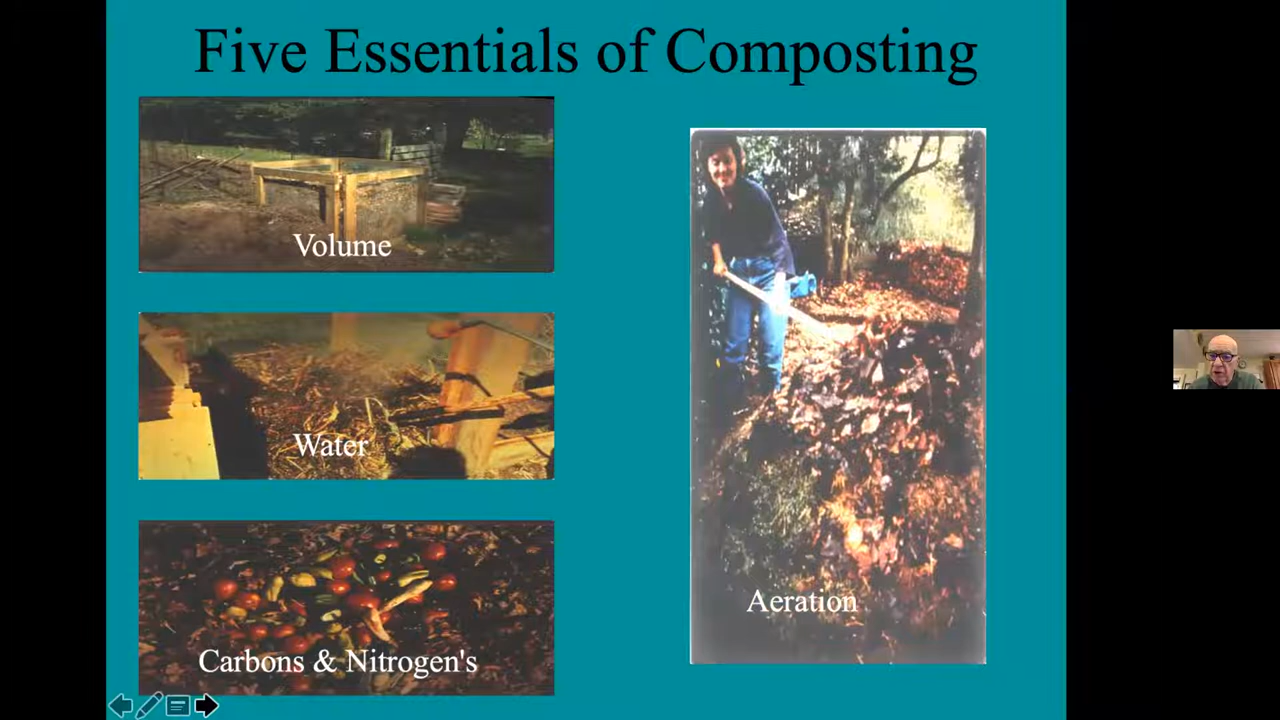 Five Essentials of Composting
Volume
Water
Carbons & Nitrogen's
Aeration